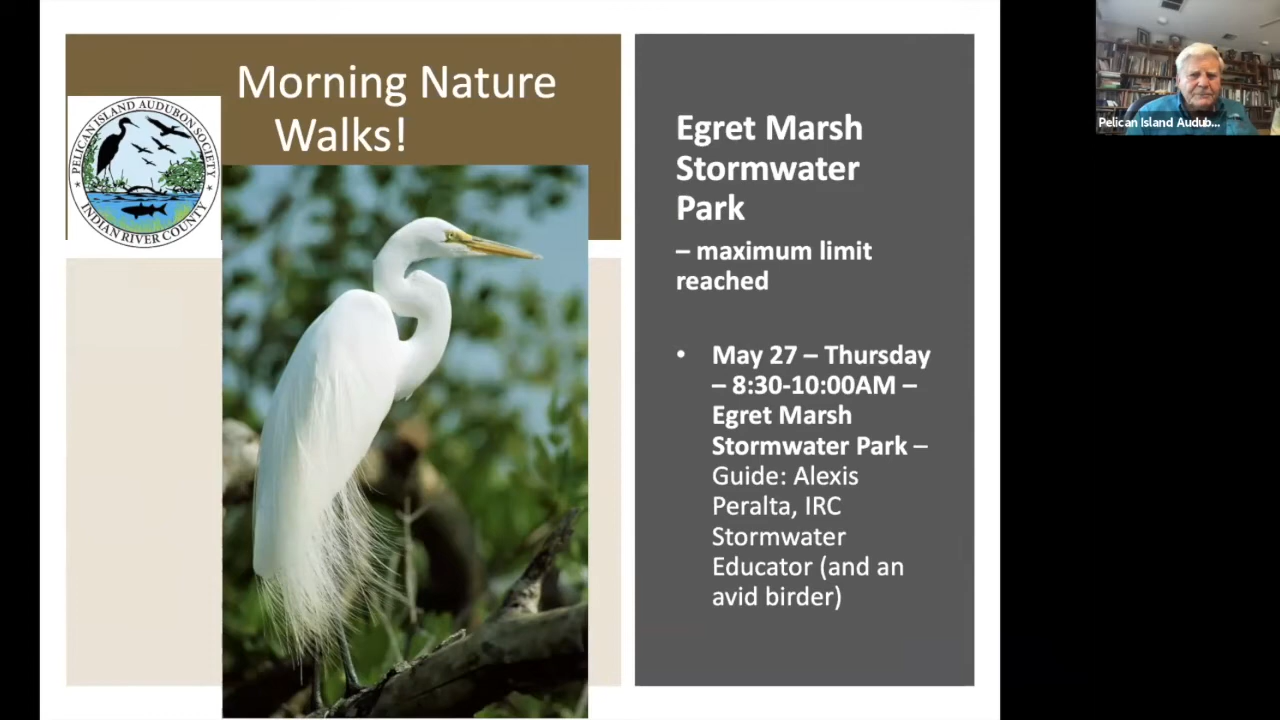 Morning Nature
Walks!
PELICAN ISLAND AUDUBON SOCIETY
INDIAN RIVER COUNTY
Egret Marsh
Stormwater
Park
– maximum limit
reached
• May 27 – Thursday
– 8:30-10:00AM –
Egret Marsh
Stormwater Park –
Guide: Alexis
Peralta, IRC
Stormwater
Educator (and an
avid birder)
Pelican Island Audub...